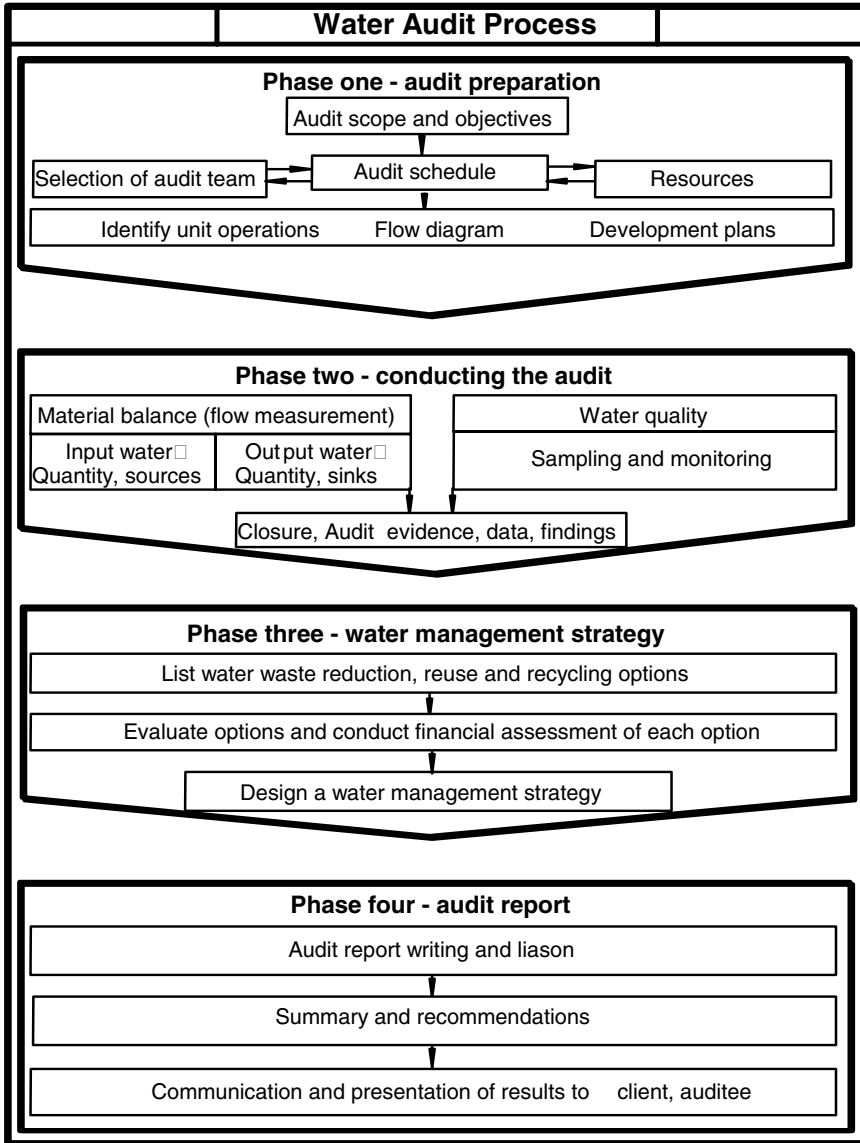 Water Audit Process
Phase one - audit preparation
Audit scope and objectives
Selection of audit team
Audit schedule
Resources
Identify unit operations Flow diagram Development plans
Phase two - conducting the audit
Material balance (flow measurement)
Input water□
Quantity, sources
Output water□
Quantity, sinks
Water quality
Sampling and monitoring
Closure, Audit evidence, data, findings
Phase three - water management strategy
List water waste reduction, reuse and recycling options
Evaluate options and conduct financial assessment of each option
Design a water management strategy
Phase four - audit report
Audit report writing and liason
Summary and recommendations
Communication and presentation of results to client, auditee